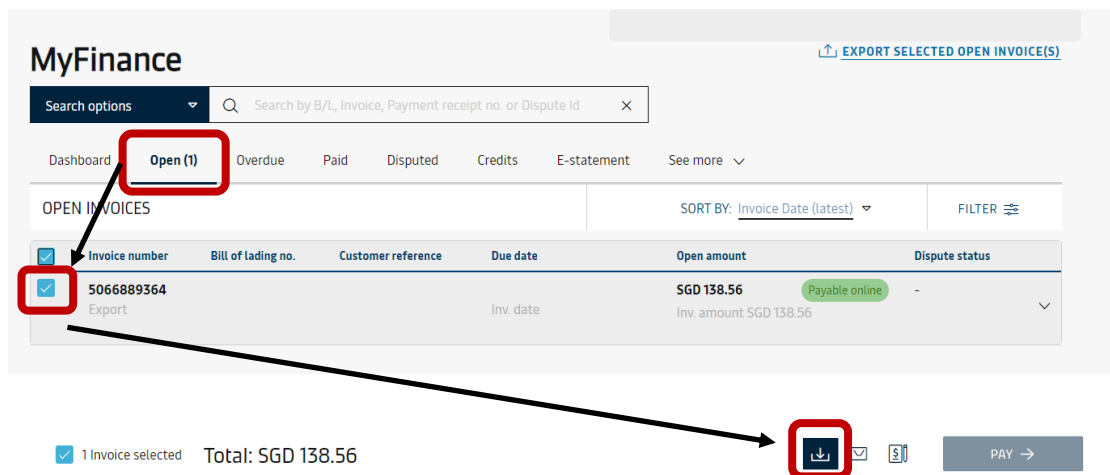 EXPORT SELECTED OPEN INVOICE(S)
MyFinance
Search options Search by B/L, Invoice, Payment receipt no. or Dispute Id
Dashboard Open (1) Overdue Paid Disputed Credits E-statement See more
OPEN INVOICES SORT BY: Invoice Date (latest) FILTER
Invoice number Bill of lading no. Customer reference Due date Open amount Dispute status
5066889364 SGD 138.56 Payable online -
Export Inv. date Inv. amount SGD 138.56
1 Invoice selected Total: SGD 138.56 PAY